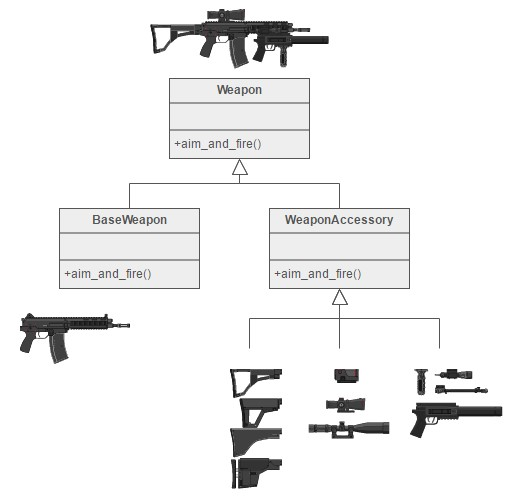 Weapon
+aim_and_fire()
BaseWeapon
+aim_and_fire()
WeaponAccessory
+aim_and_fire()